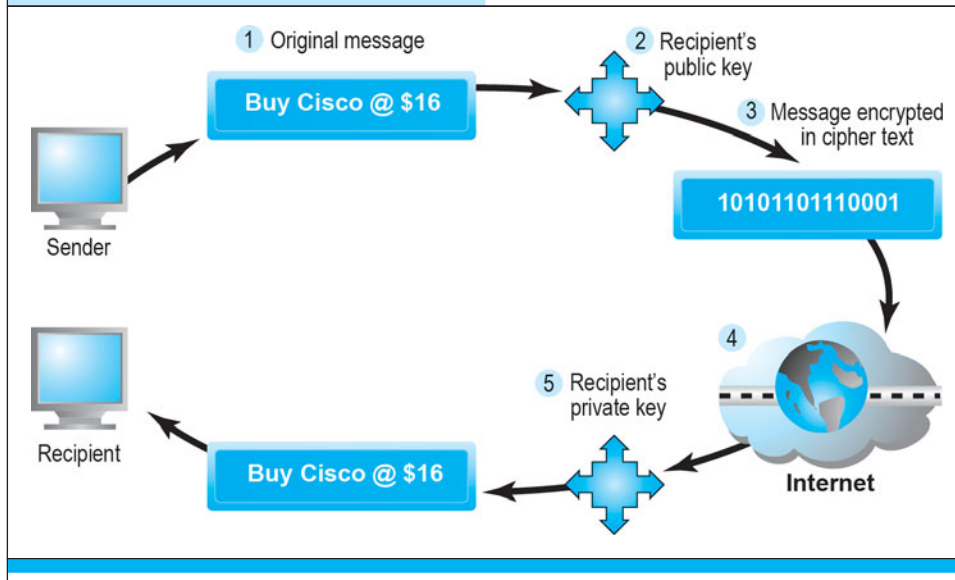 1 Original message
Buy Cisco @ $16
2 Recipient's
public key
3 Message encrypted
in cipher text
10101101110001
Sender
4
Internet
5 Recipient's
private key
Buy Cisco @ $16
Recipient